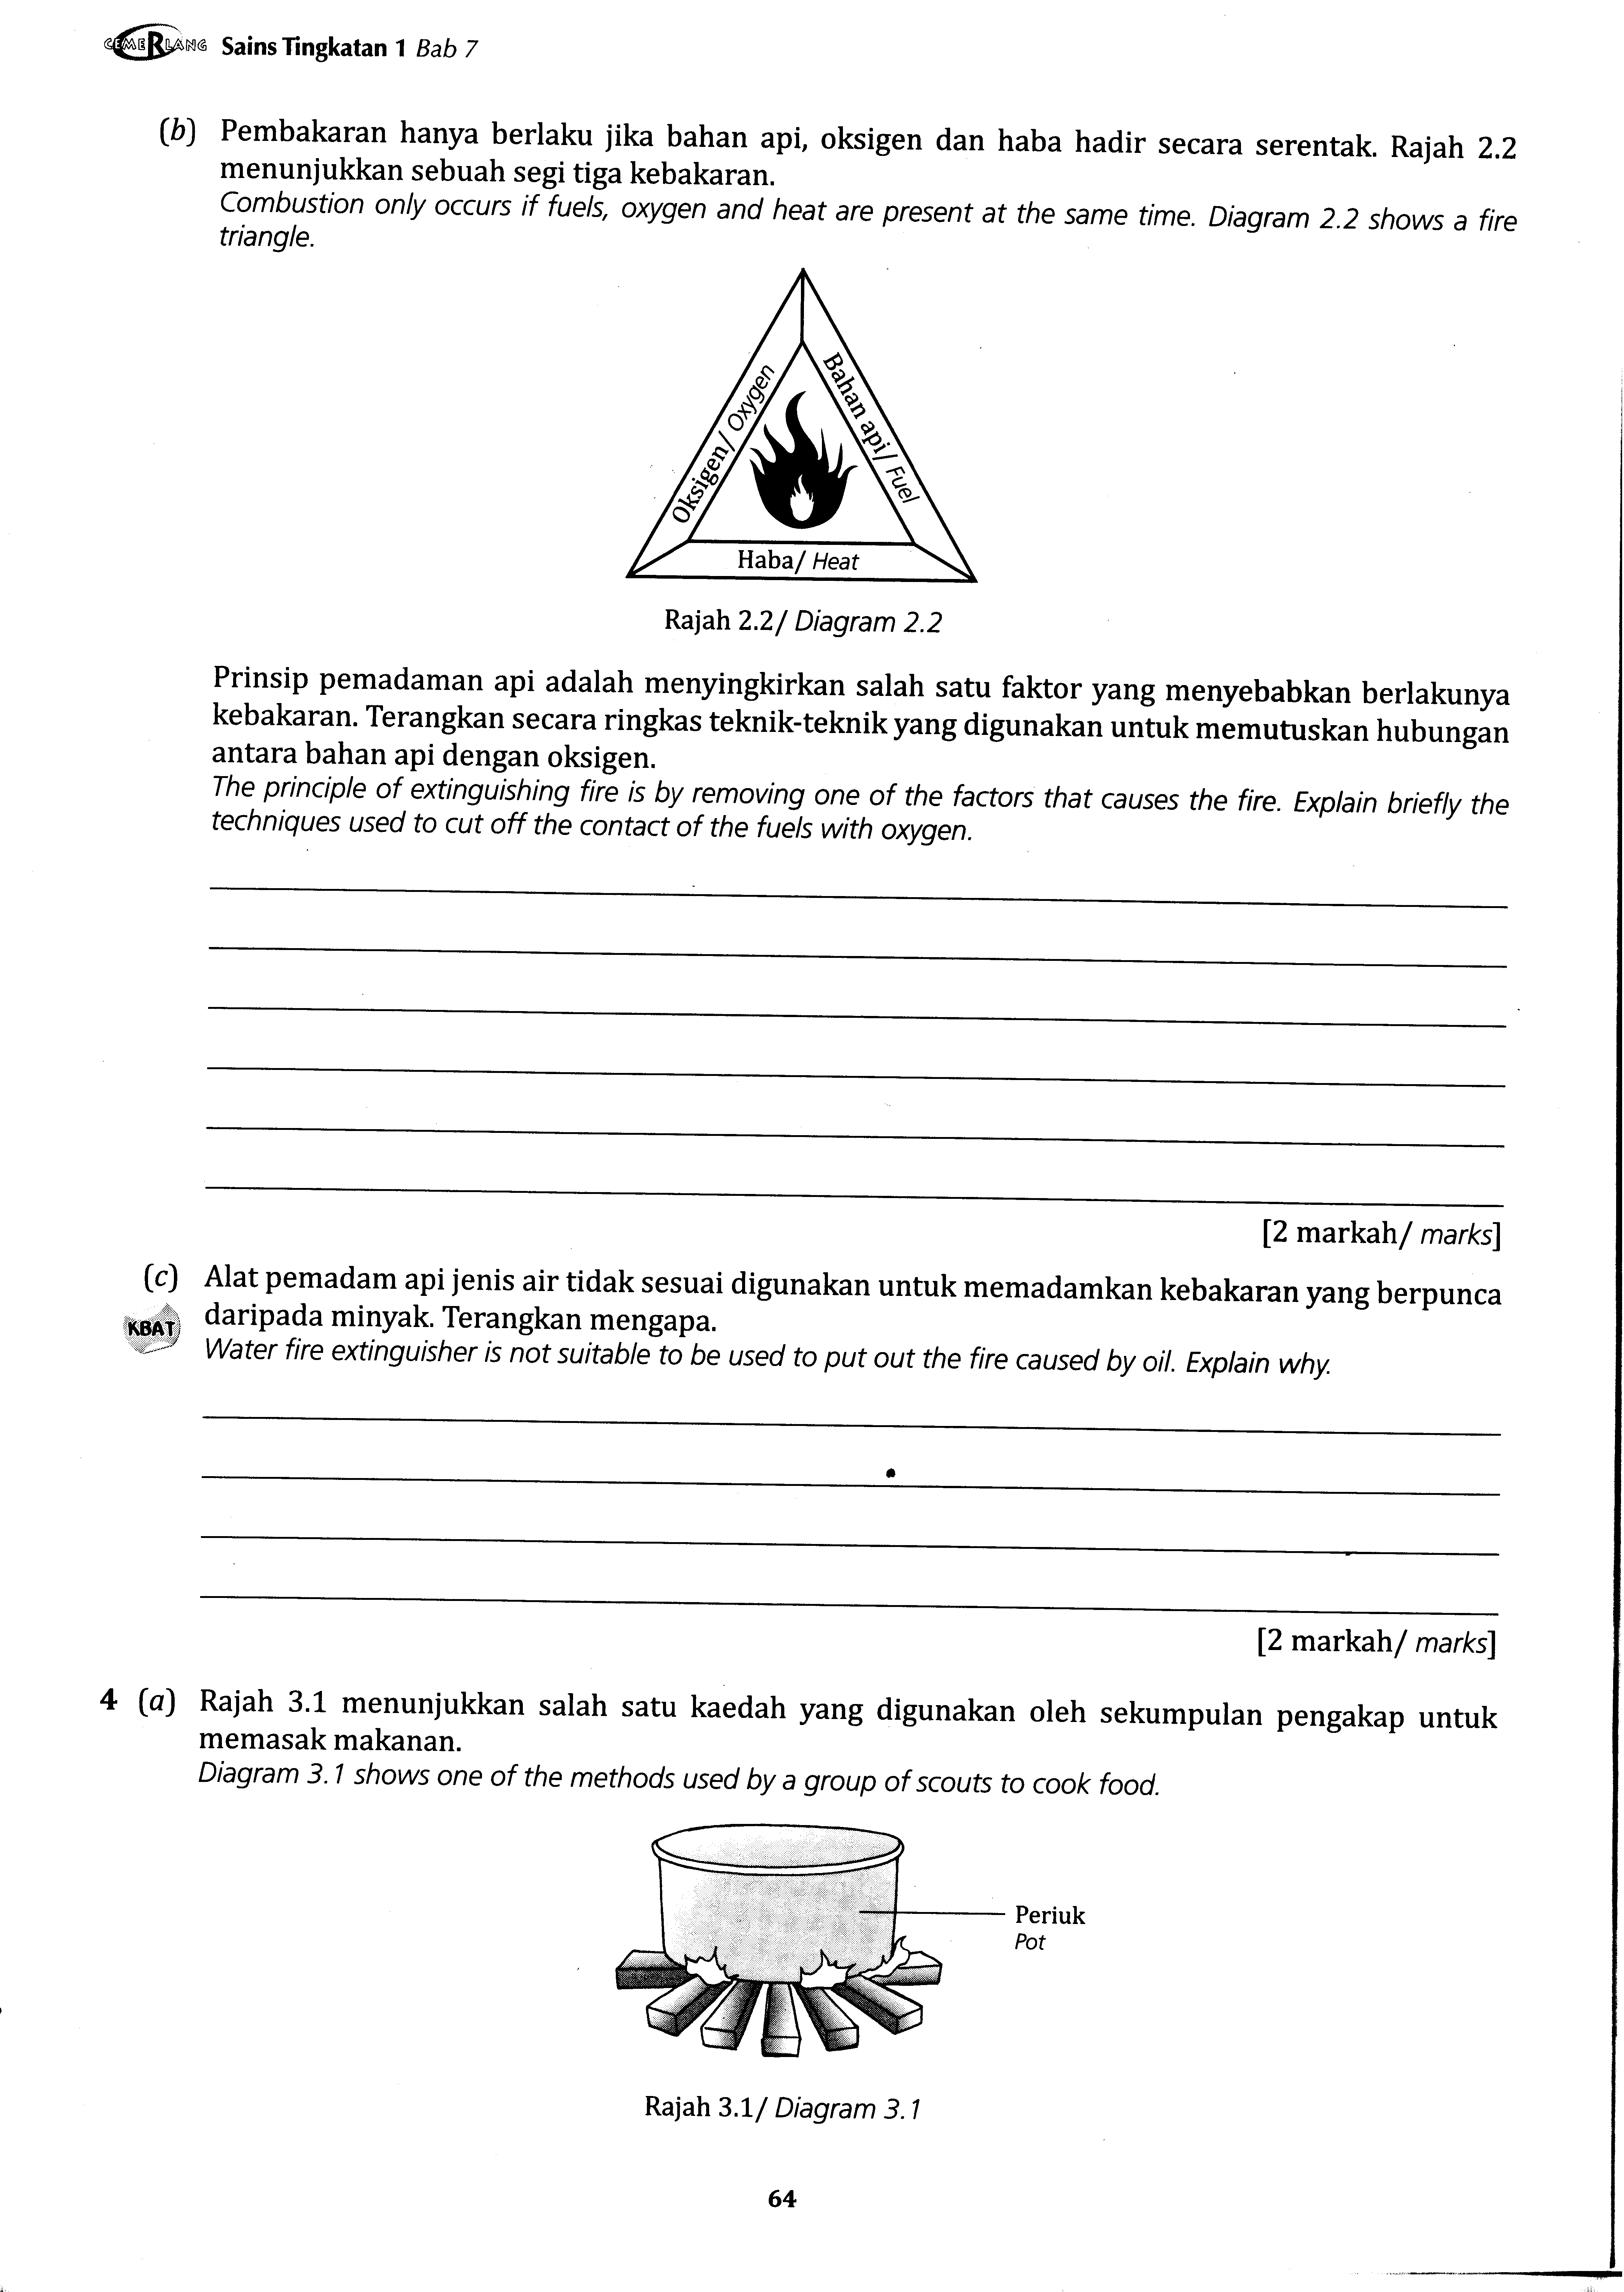 CEMERLANG Sains Tingkatan 1 Bab 7
(b) Pembakaran hanya berlaku jika bahan api, oksigen dan haba hadir secara serentak. Rajah 2.2
menunjukkan sebuah segi tiga kebakaran.
Combustion only occurs if fuels, oxygen and heat are present at the same time. Diagram 2.2 shows a fire
triangle.
Oksigen/ Oxygen
Bahan api/ Fuel
Haba/ Heat
Rajah 2.2/ Diagram 2.2
Prinsip pemadaman api adalah menyingkirkan salah satu faktor yang menyebabkan berlakunya
kebakaran. Terangkan secara ringkas teknik-teknik yang digunakan untuk memutuskan hubungan
antara bahan api dengan oksigen.
The principle of extinguishing fire is by removing one of the factors that causes the fire. Explain briefly the
techniques used to cut off the contact of the fuels with oxygen.
[2 markah/ marks]
(c) Alat pemadam api jenis air tidak sesuai digunakan untuk memadamkan kebakaran yang berpunca
KBAT daripada minyak. Terangkan mengapa.
Water fire extinguisher is not suitable to be used to put out the fire caused by oil. Explain why.
[2 markah/ marks]
4 (a) Rajah 3.1 menunjukkan salah satu kaedah yang digunakan oleh sekumpulan pengakap untuk
memasak makanan.
Diagram 3.1 shows one of the methods used by a group of scouts to cook food.
Periuk
Pot
Rajah 3.1/ Diagram 3.1
64